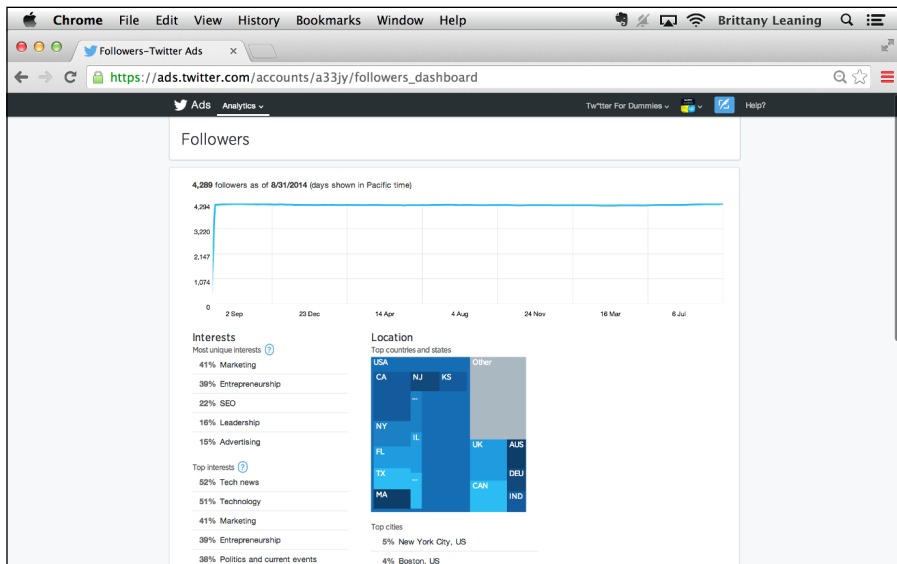 Chrome File Edit View History Bookmarks Window Help Brittany Leaning
Followers-Twitter Ads ×
https://ads.twitter.com/accounts/a33jy/followers_dashboard
Ads Analytics Tw*tter For Dummies Help?
Followers
4,289 followers as of 8/31/2014 (days shown in Pacific time)
4,294
3,220
2,147
1,074
0
2 Sep 23 Dec 14 Apr 4 Aug 24 Nov 16 Mar 6 Jul
Interests
Most unique interests ?
41% Marketing
39% Entrepreneurship
22% SEO
16% Leadership
15% Advertising
Top interests ?
52% Tech news
51% Technology
41% Marketing
39% Entrepreneurship
38% Politics and current events
Location
Top countries and states
USA Other
CA NJ KS
...
NY
IL
FL UK AUS
TX ... DEU
CAN
MA IND
Top cities
5% New York City, US
4% Boston, US